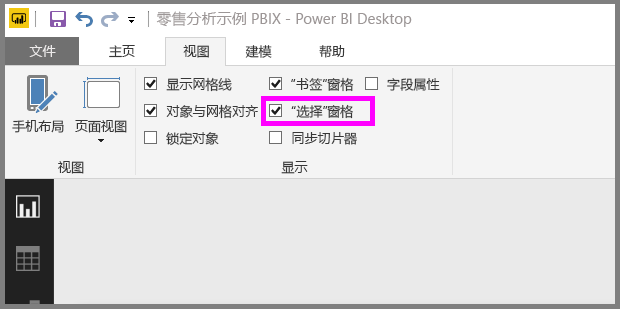 零售分析示例 PBIX - Power BI Desktop
文件 主页 视图 建模 帮助
显示网格线 "书签"窗格 字段属性
对象与网格对齐 "选择"窗格
手机布局 页面视图
锁定对象 同步切片器
视图 显示